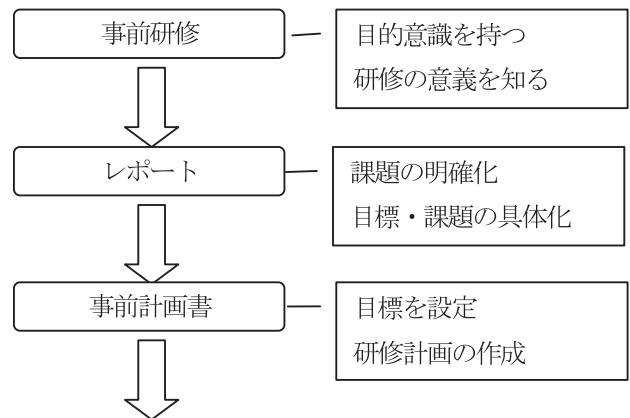 事前研修
目的意識を持つ
研修の意義を知る
レポート
課題の明確化
目標・課題の具体化
事前計画書
目標を設定
研修計画の作成